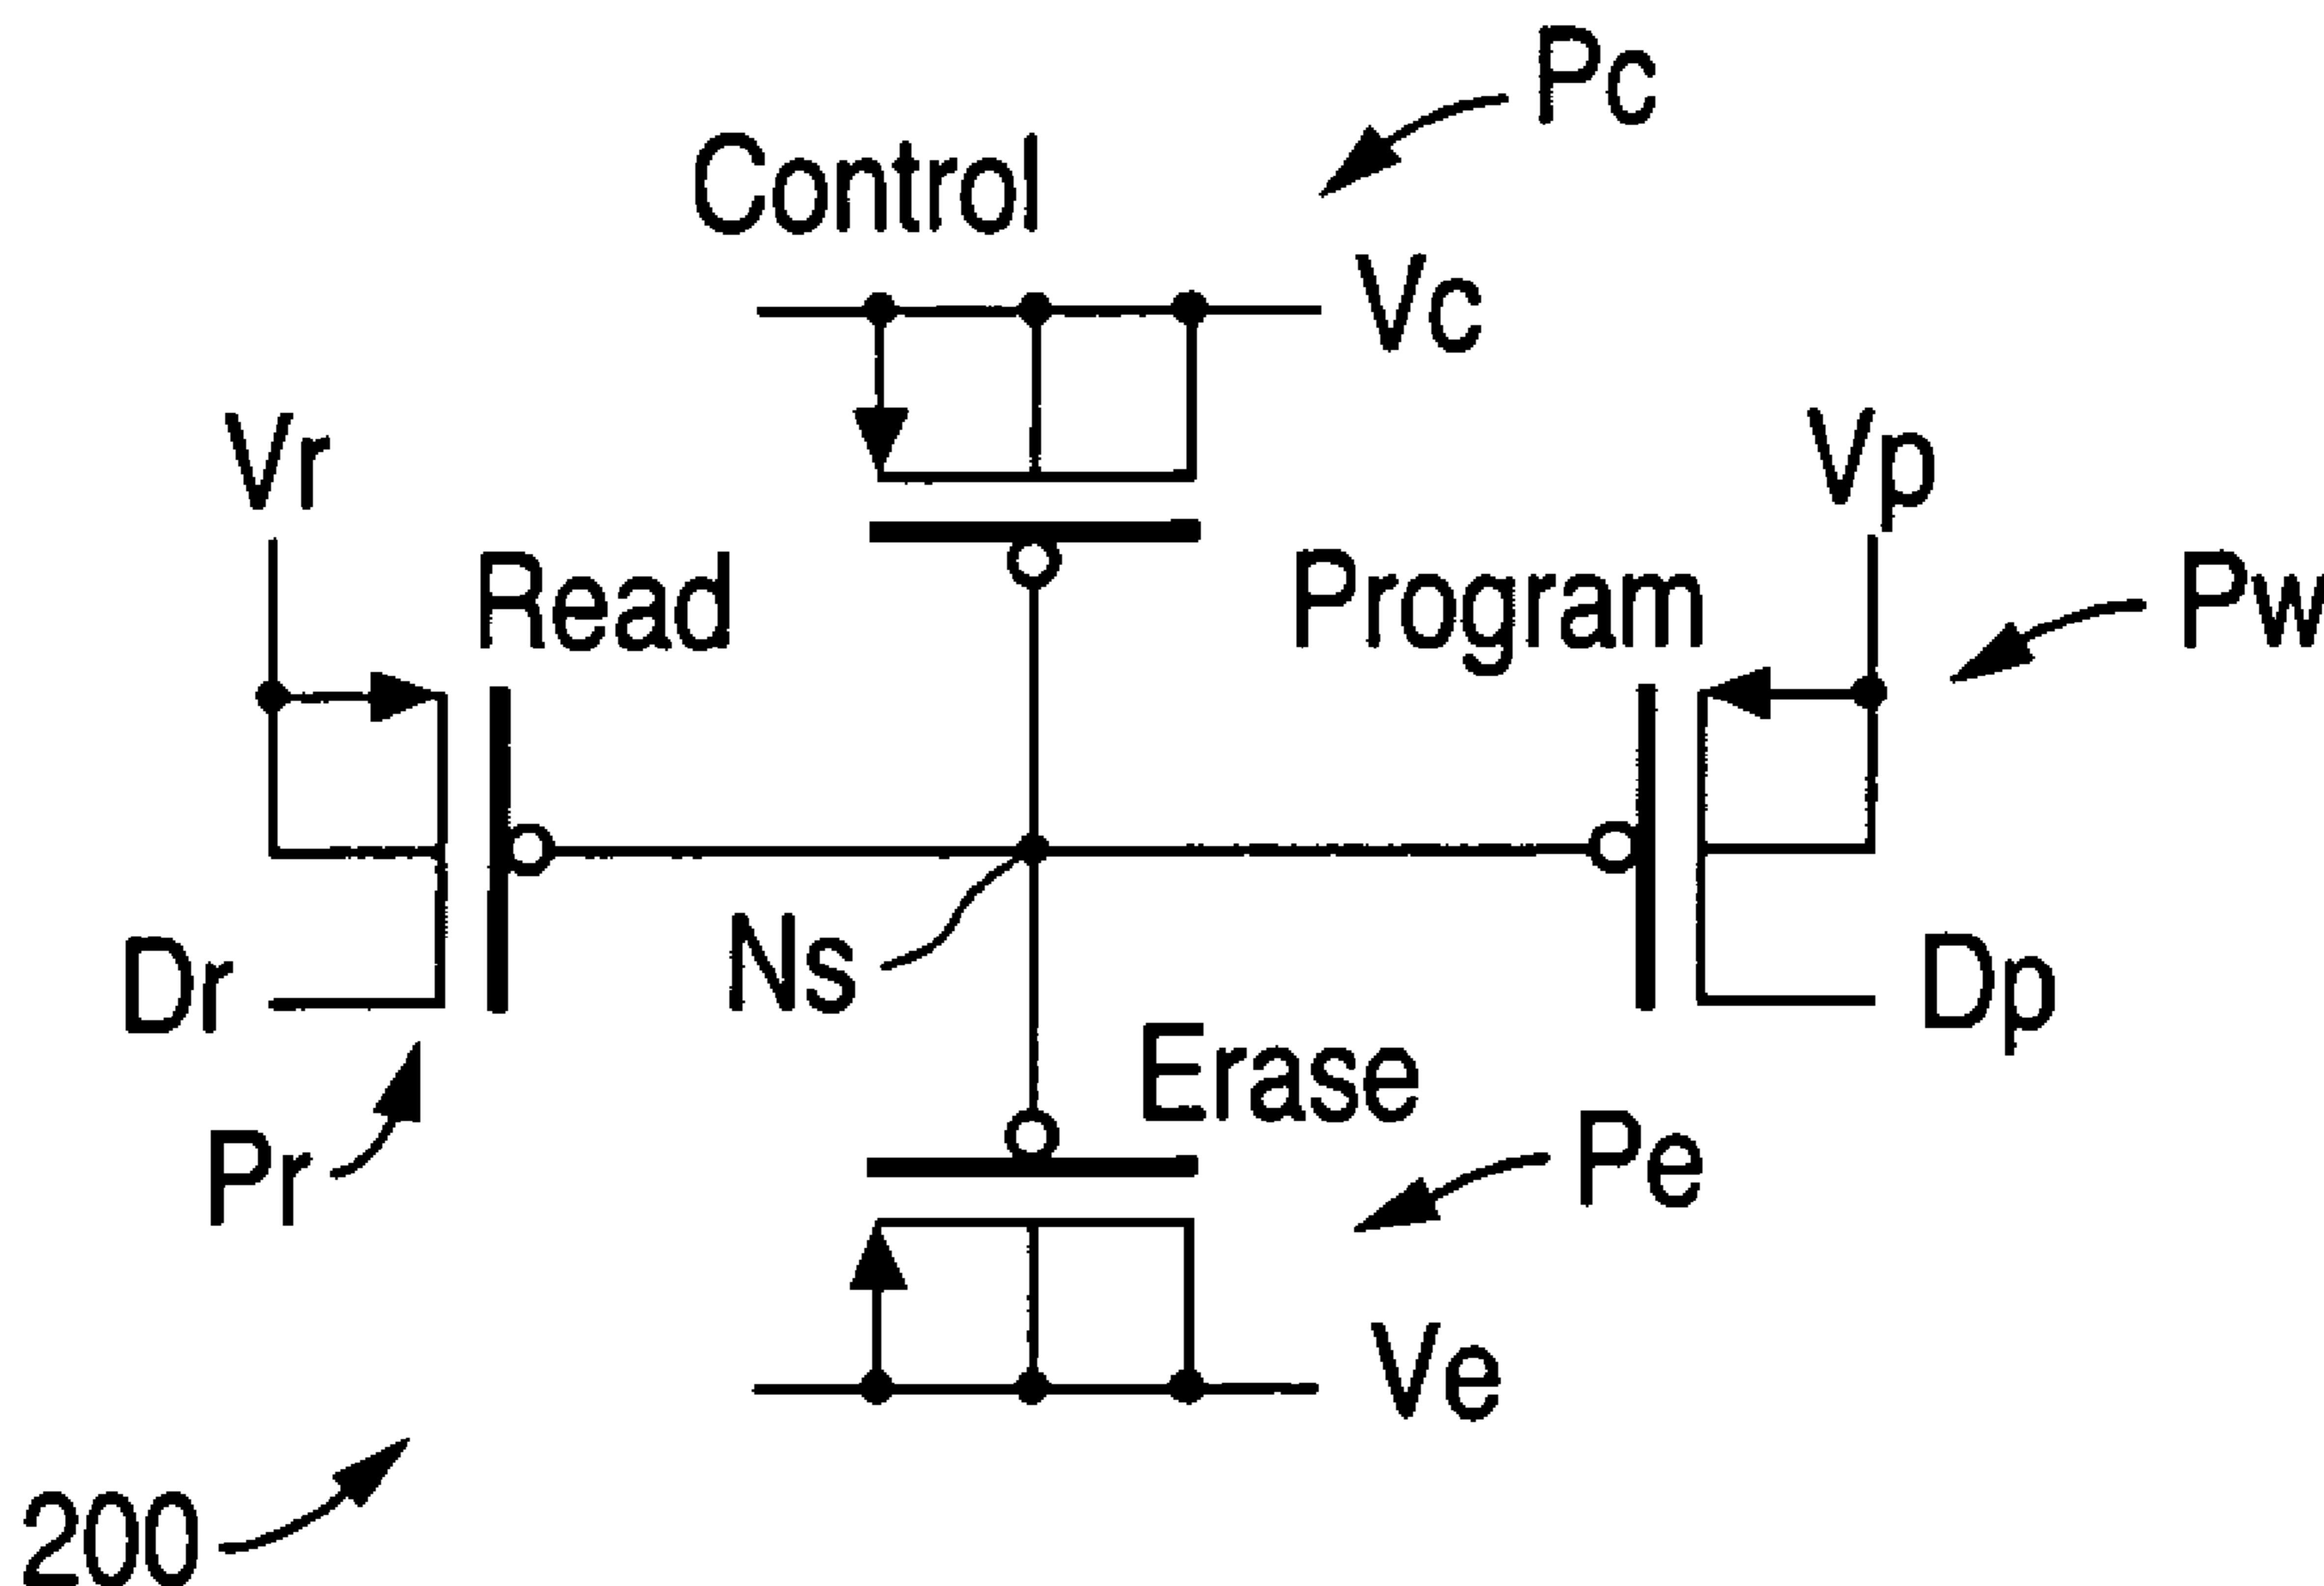 Pc
Control
Vc
Vr
Vp
Read
Program
Pw
Ns
Dr
Dp
Erase
Pr
Pe
Ve
200